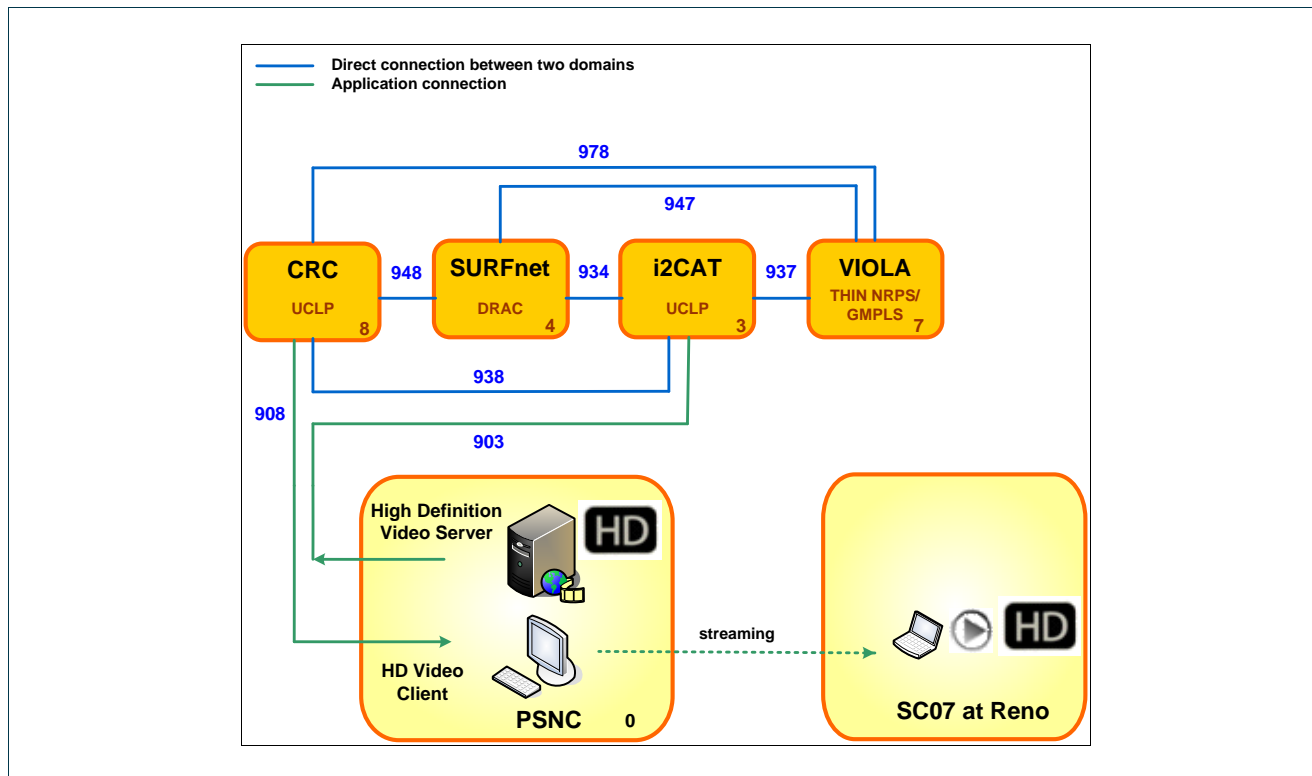 Direct connection between two domains
Application connection
978
947
CRC
UCLP
8
948
SURFnet
DRAC
4
934
i2CAT
UCLP
3
937
VIOLA
THIN NRPS/
GMPLS
7
938
908
903
High Definition
Video Server
HD
HD Video
Client
PSNC
0
streaming
HD
SC07 at Reno